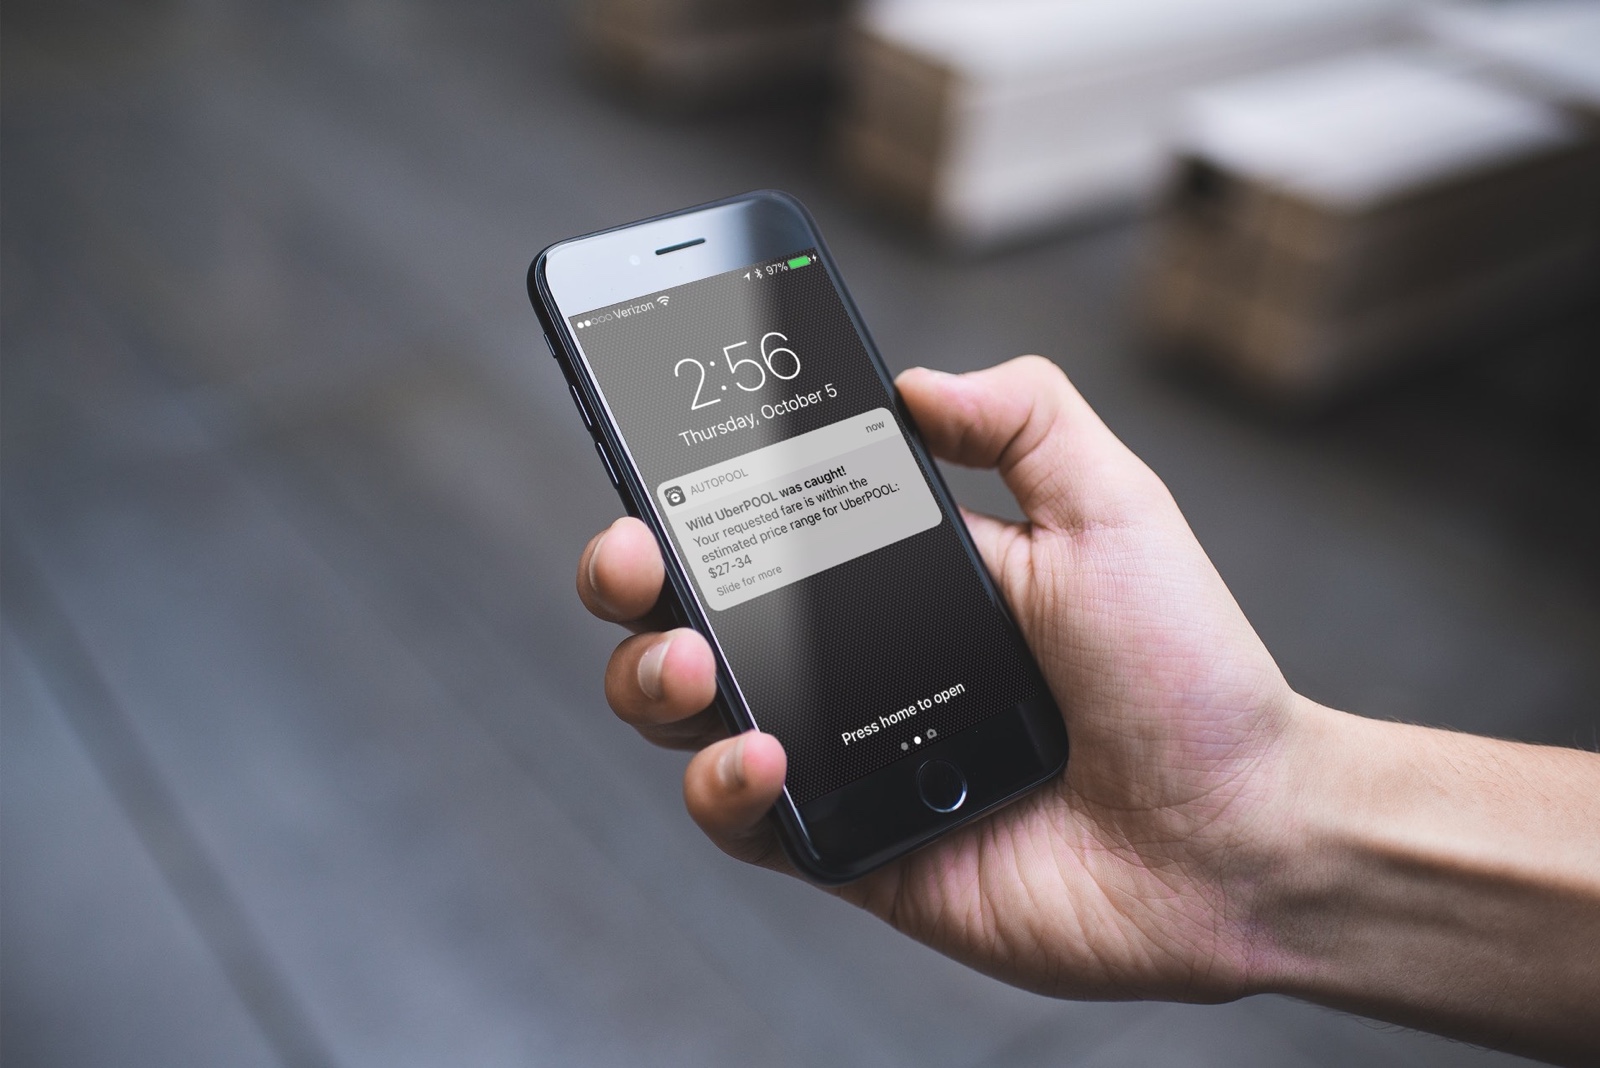 Verizon 97%
2:56
Thursday, October 5
AUTOPOOL now
Wild UberPOOL was caught!
Your requested fare is within the
estimated price range for UberPOOL:
$27-34
Slide for more
Press home to open